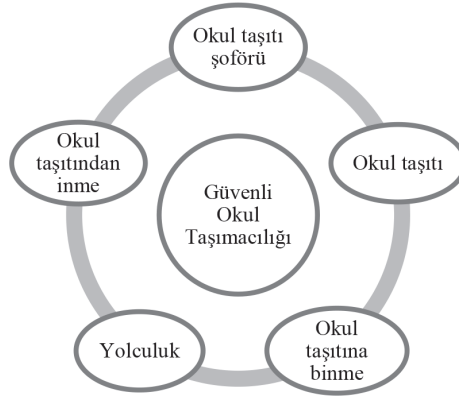 Okul taşıtı
şoförü
Okul taşıtı
Okul
taşıtına
binme
Yolculuk
Okul
taşıtından
inme
Güvenli
Okul
Taşımacılığı